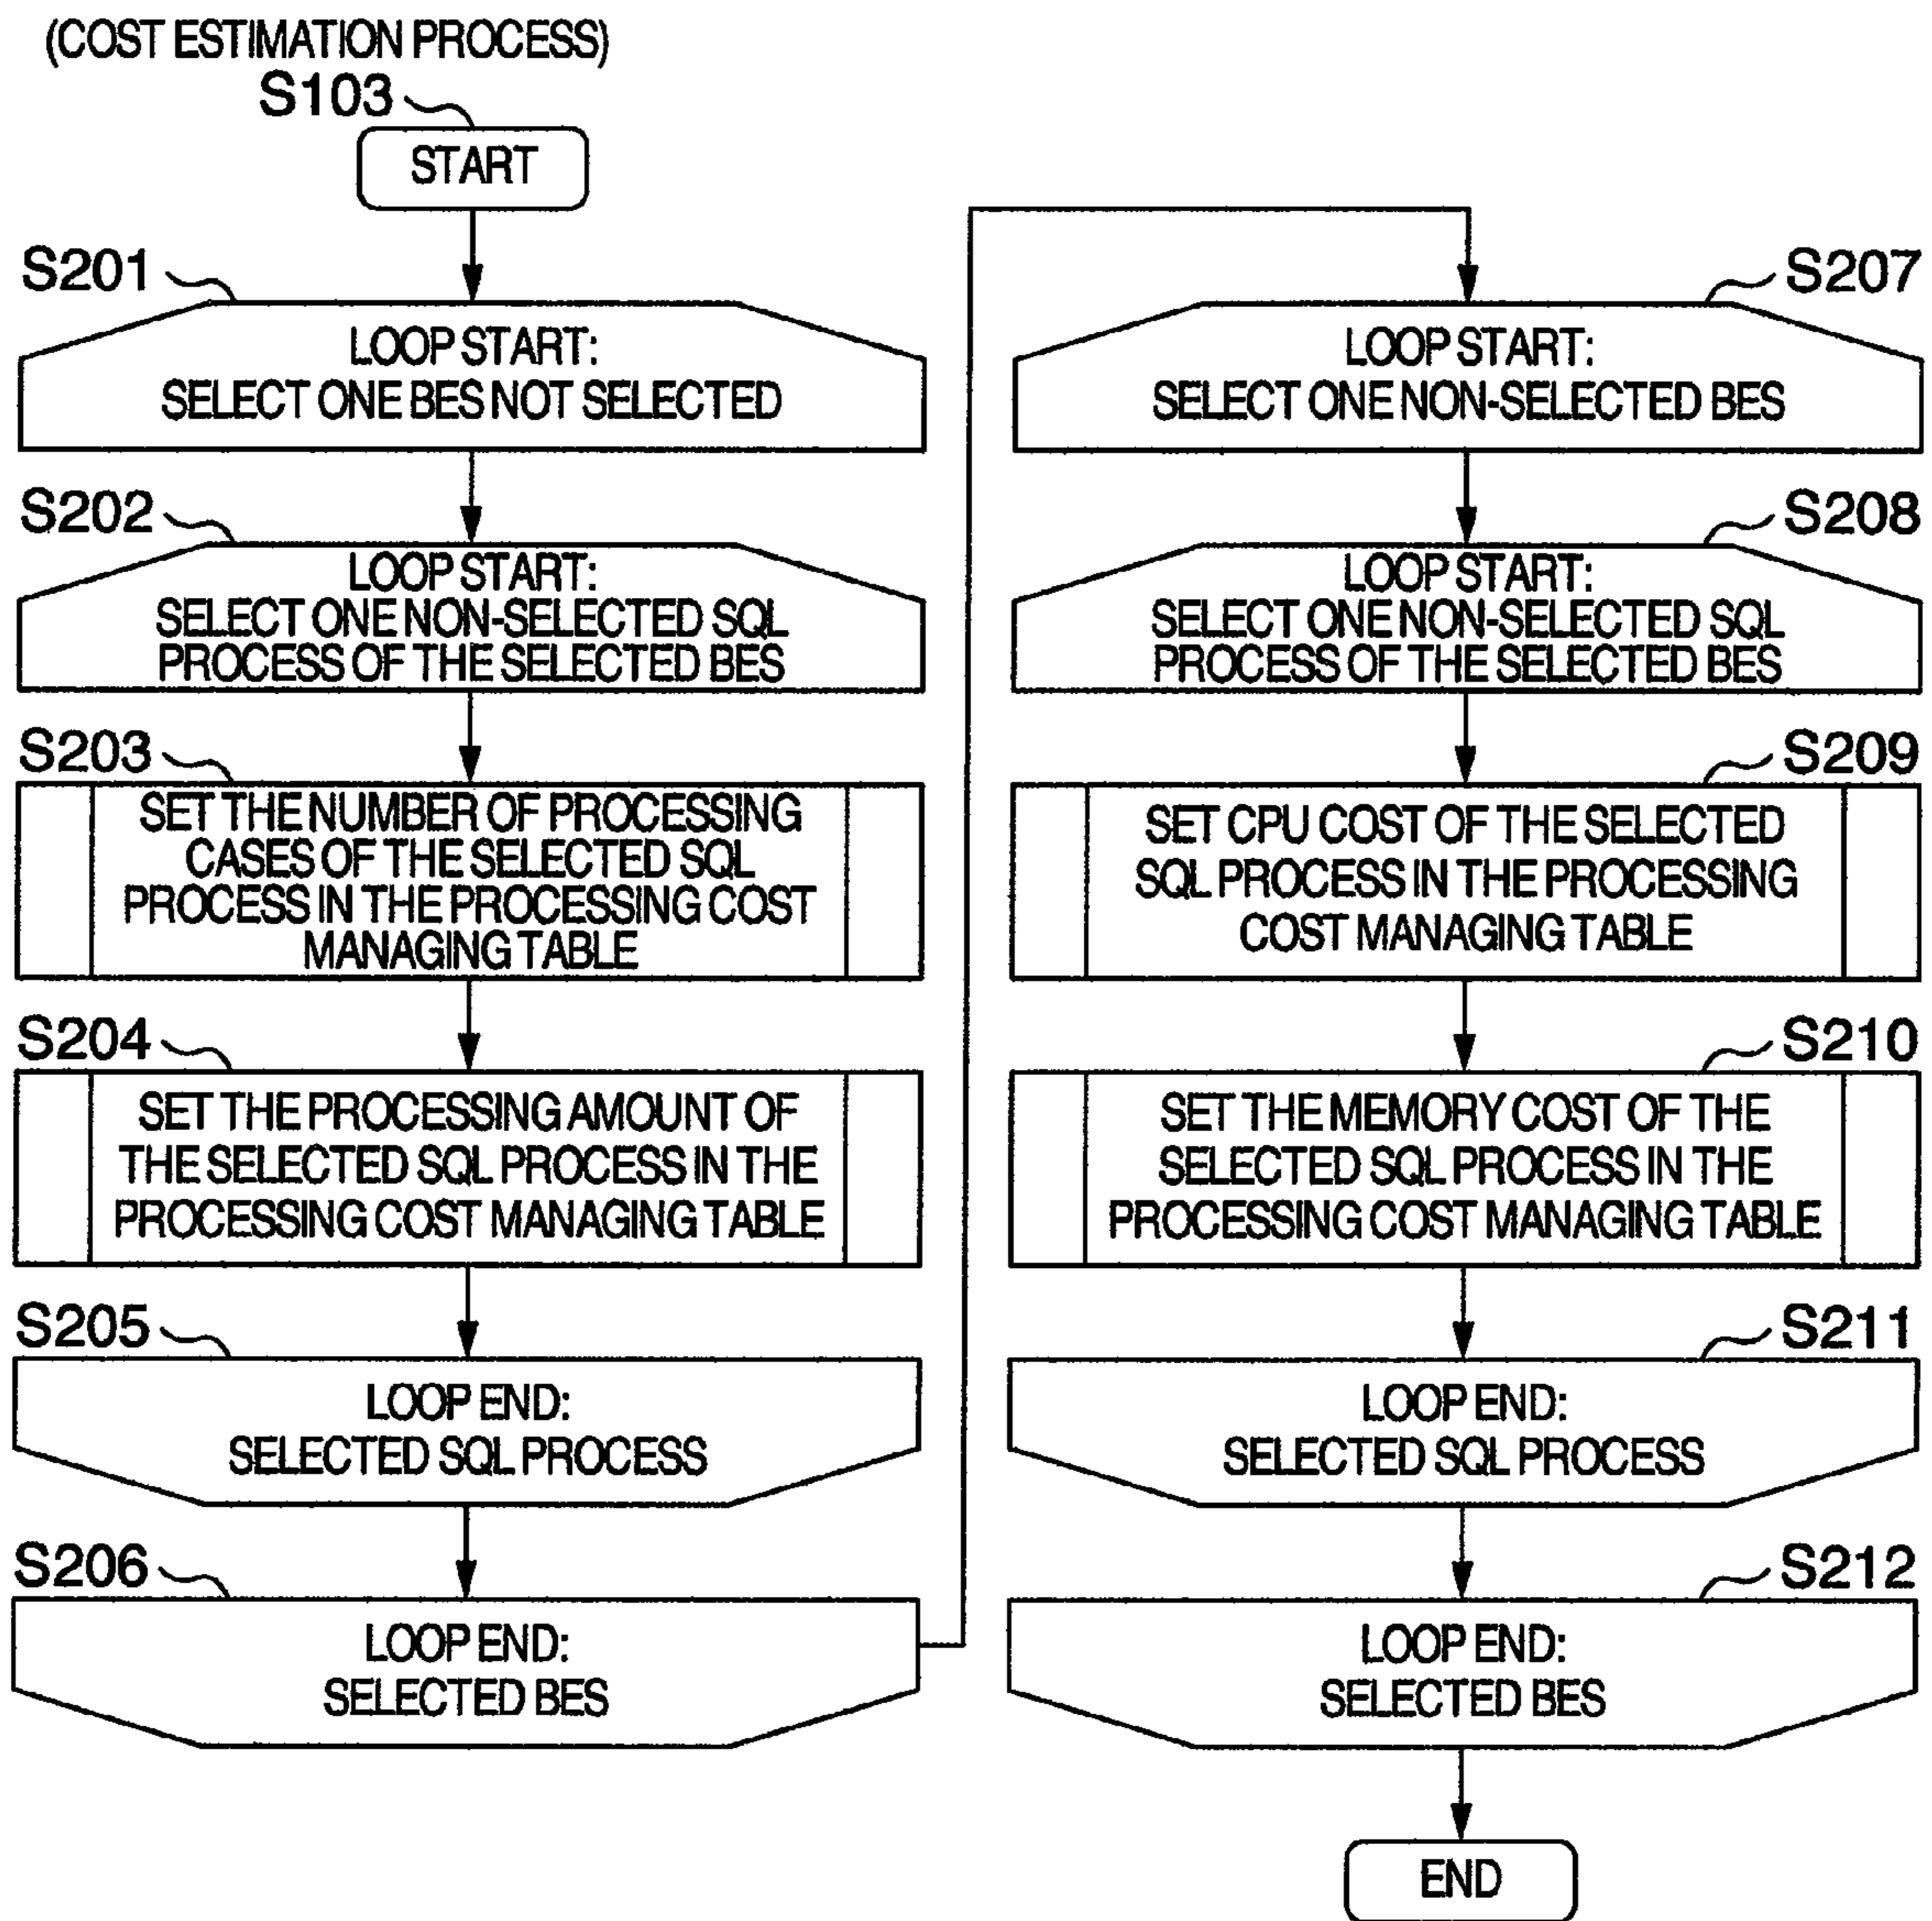 (COST ESTIMATION PROCESS)
S103
START
S201
LOOP START:
SELECT ONE BES NOT SELECTED
S202
LOOP START:
SELECT ONE NON-SELECTED SQL
PROCESS OF THE SELECTED BES
S203
SET THE NUMBER OF PROCESSING
CASES OF THE SELECTED SQL
PROCESS IN THE PROCESSING COST
MANAGING TABLE
S204
SET THE PROCESSING AMOUNT OF
THE SELECTED SQL PROCESS IN THE
PROCESSING COST MANAGING TABLE
S205
LOOP END:
SELECTED SQL PROCESS
S206
LOOP END:
SELECTED BES
S207
LOOP START:
SELECT ONE NON-SELECTED BES
S208
LOOP START:
SELECT ONE NON-SELECTED SQL
PROCESS OF THE SELECTED BES
S209
SET CPU COST OF THE SELECTED
SQL PROCESS IN THE PROCESSING
COST MANAGING TABLE
S210
SET THE MEMORY COST OF THE
SELECTED SQL PROCESS IN THE
PROCESSING COST MANAGING TABLE
S211
LOOP END:
SELECTED SQL PROCESS
S212
LOOP END:
SELECTED BES
END